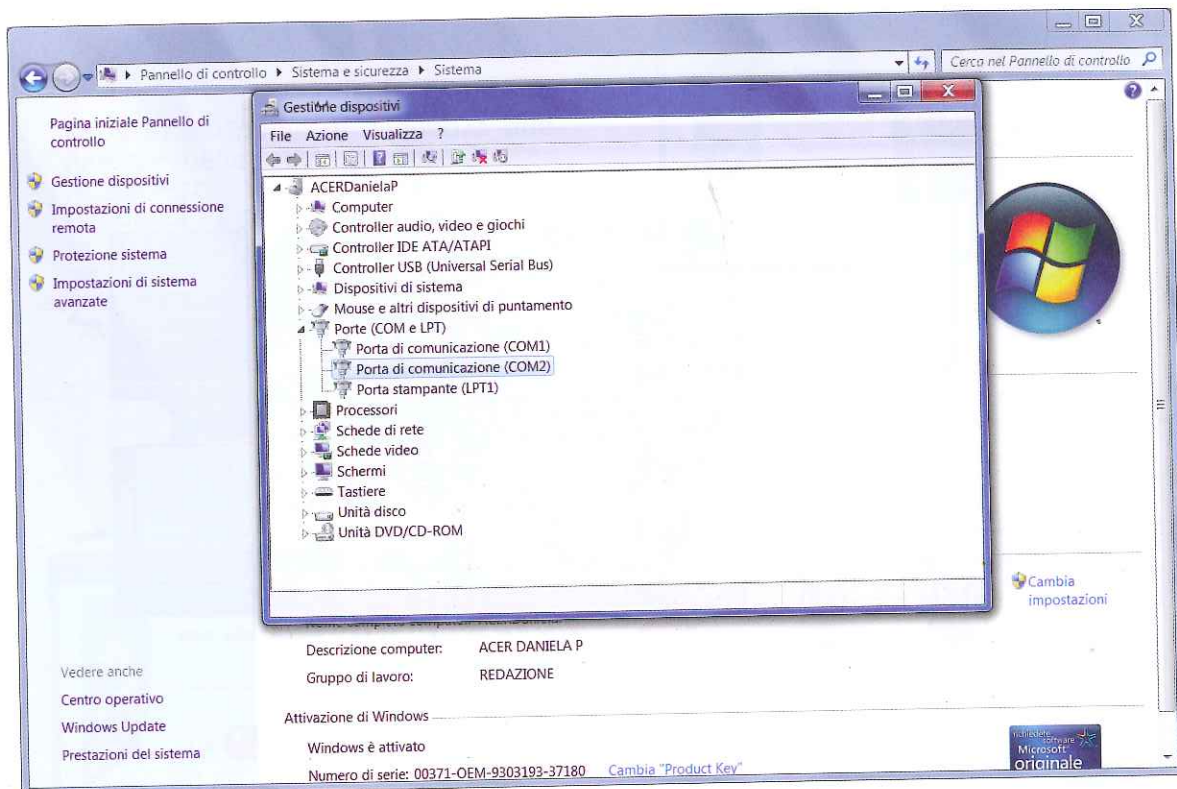 Pannello di controllo ▸ Sistema e sicurezza ▸ Sistema
Cerca nel Pannello di controllo
Pagina iniziale Pannello di
controllo
Gestione dispositivi
Impostazioni di connessione
remota
Protezione sistema
Impostazioni di sistema
avanzate
Vedere anche
Centro operativo
Windows Update
Prestazioni del sistema
Gestione dispositivi
File Azione Visualizza ?
ACERDanielaP
Computer
Controller audio, video e giochi
Controller IDE ATA/ATAPI
Controller USB (Universal Serial Bus)
Dispositivi di sistema
Mouse e altri dispositivi di puntamento
Porte (COM e LPT)
Porta di comunicazione (COM1)
Porta di comunicazione (COM2)
Porta stampante (LPT1)
Processori
Schede di rete
Schede video
Schermi
Tastiere
Unità disco
Unità DVD/CD-ROM
Cambia
impostazioni
Descrizione computer: ACER DANIELA P
Gruppo di lavoro: REDAZIONE
Attivazione di Windows
Windows è attivato
Numero di serie: 00371-OEM-9303193-37180 Cambia "Product Key"
richiedete
software
Microsoft
originale